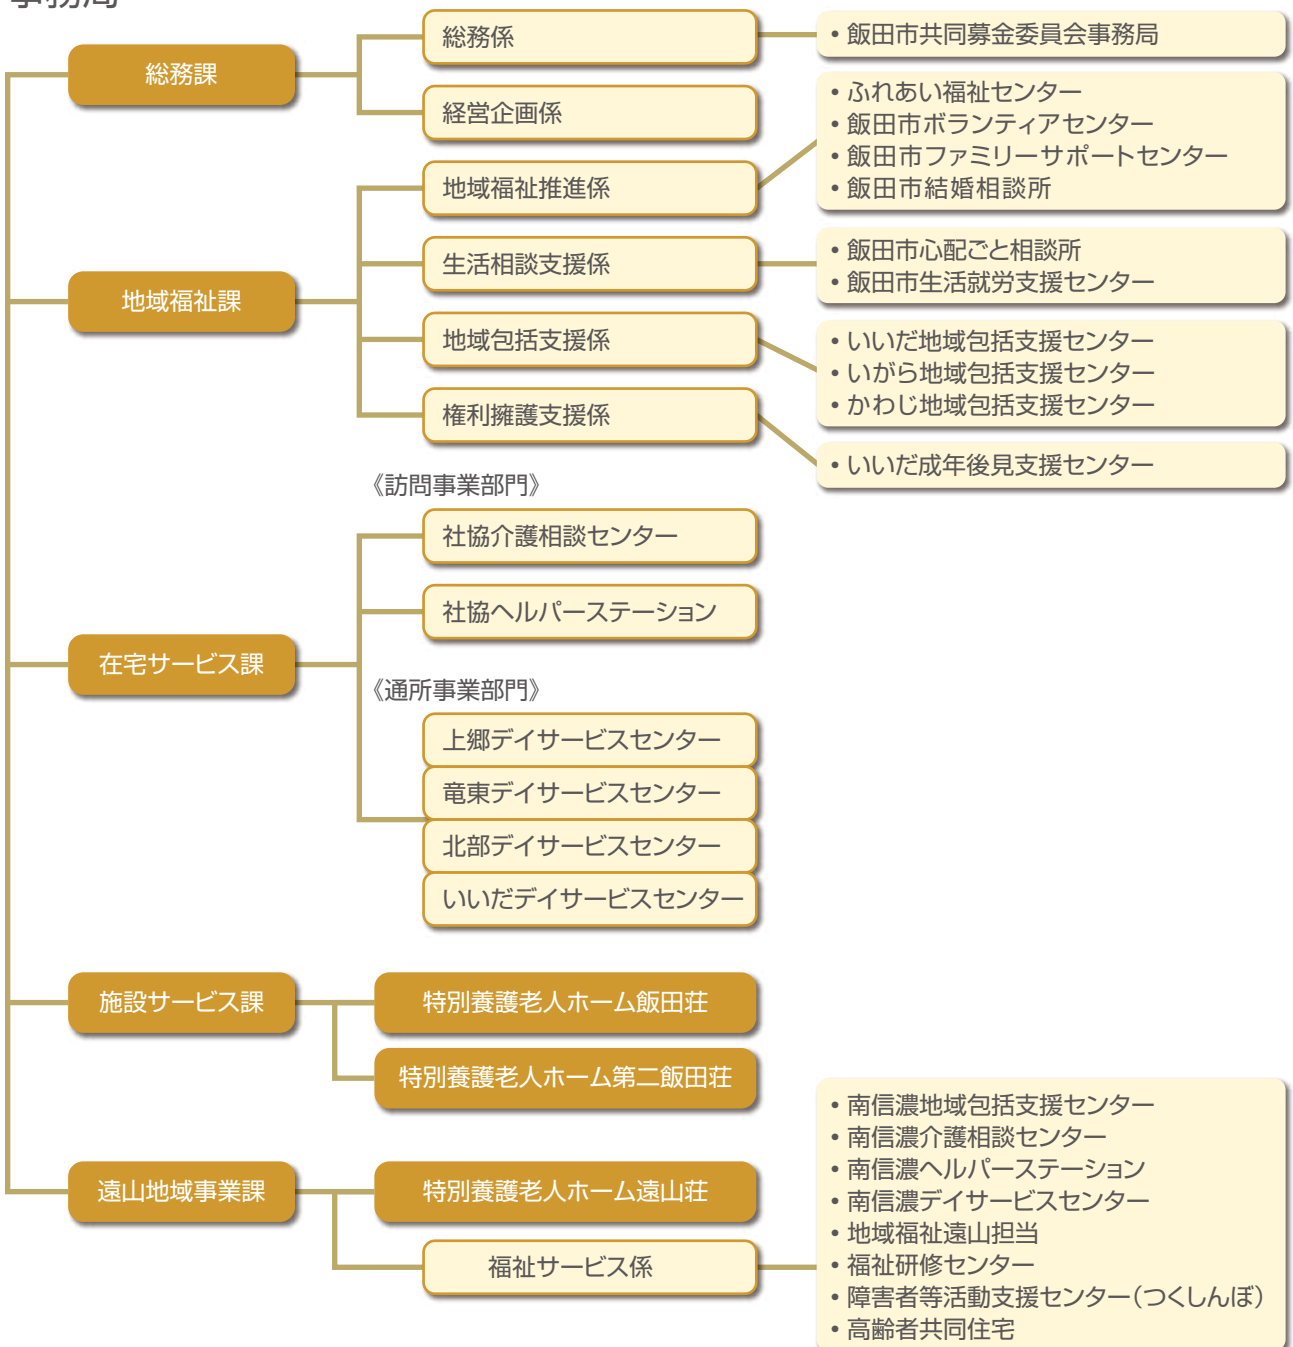 事務局
総務課
総務係
・飯田市共同募金委員会事務局
経営企画係
地域福祉課
地域福祉推進係
・ふれあい福祉センター
・飯田市ボランティアセンター
・飯田市ファミリーサポートセンター
・飯田市結婚相談所
生活相談支援係
・飯田市心配ごと相談所
・飯田市生活就労支援センター
地域包括支援係
・いいだ地域包括支援センター
・いがら地域包括支援センター
・かわじ地域包括支援センター
権利擁護支援係
・いいだ成年後見支援センター
在宅サービス課
《訪問事業部門》
社協介護相談センター
社協ヘルパーステーション
《通所事業部門》
上郷デイサービスセンター
竜東デイサービスセンター
北部デイサービスセンター
いいだデイサービスセンター
施設サービス課
特別養護老人ホーム飯田荘
特別養護老人ホーム第二飯田荘
遠山地域事業課
特別養護老人ホーム遠山荘
福祉サービス係
・南信濃地域包括支援センター
・南信濃介護相談センター
・南信濃ヘルパーステーション
・南信濃デイサービスセンター
・地域福祉遠山担当
・福祉研修センター
・障害者等活動支援センター(つくしんぼ)
・高齢者共同住宅